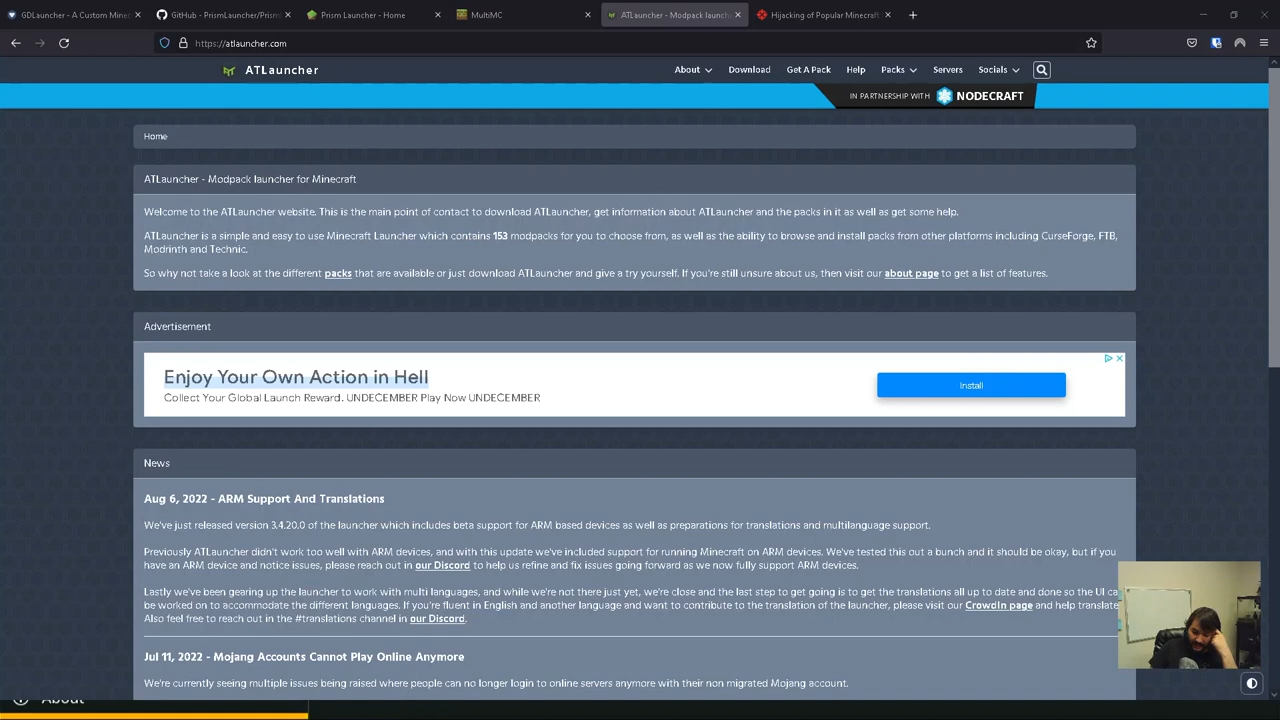 GDLauncher - A Custom Mine
GitHub - PrismLauncher/Prism
Prism Launcher - Home
MultiMC
ATLauncher - Modpack launch
Hijacking of Popular Minecraft
https://atlauncher.com
ATLauncher
About
Download
Get A Pack
Help
Packs
Servers
Socials
IN PARTNERSHIP WITH NODECRAFT
Home
ATLauncher - Modpack launcher for Minecraft
Welcome to the ATLauncher website. This is the main point of contact to download ATLauncher, get information about ATLauncher and the packs in it as well as get some help.
ATLauncher is a simple and easy to use Minecraft Launcher which contains 153 modpacks for you to choose from, as well as the ability to browse and install packs from other platforms including CurseForge, FTB,
Modrinth and Technic.
So why not take a look at the different packs that are available or just download ATLauncher and give a try yourself. If you're still unsure about us, then visit our about page to get a list of features.
Advertisement
Enjoy Your Own Action in Hell
Collect Your Global Launch Reward. UNDECEMBER Play Now UNDECEMBER
Install
News
Aug 6, 2022 - ARM Support And Translations
We've just released version 3.4.20.0 of the launcher which includes beta support for ARM based devices as well as preparations for translations and multilanguage support.
Previously ATLauncher didn't work too well with ARM devices, and with this update we've included support for running Minecraft on ARM devices. We've tested this out a bunch and it should be okay, but if you
have an ARM device and notice issues, please reach out in our Discord to help us refine and fix issues going forward as we now fully support ARM devices.
Lastly we've been gearing up the launcher to work with multi languages, and while we're not there just yet, we're close and the last step to get going is to get the translations all up to date and done so the UI ca
be worked on to accommodate the different languages. If you're fluent in English and another language and want to contribute to the translation of the launcher, please visit our CrowdIn page and help translate
Also feel free to reach out in the #translations channel in our Discord.
Jul 11, 2022 - Mojang Accounts Cannot Play Online Anymore
We're currently seeing multiple issues being raised where people can no longer login to online servers anymore with their non migrated Mojang account.
About